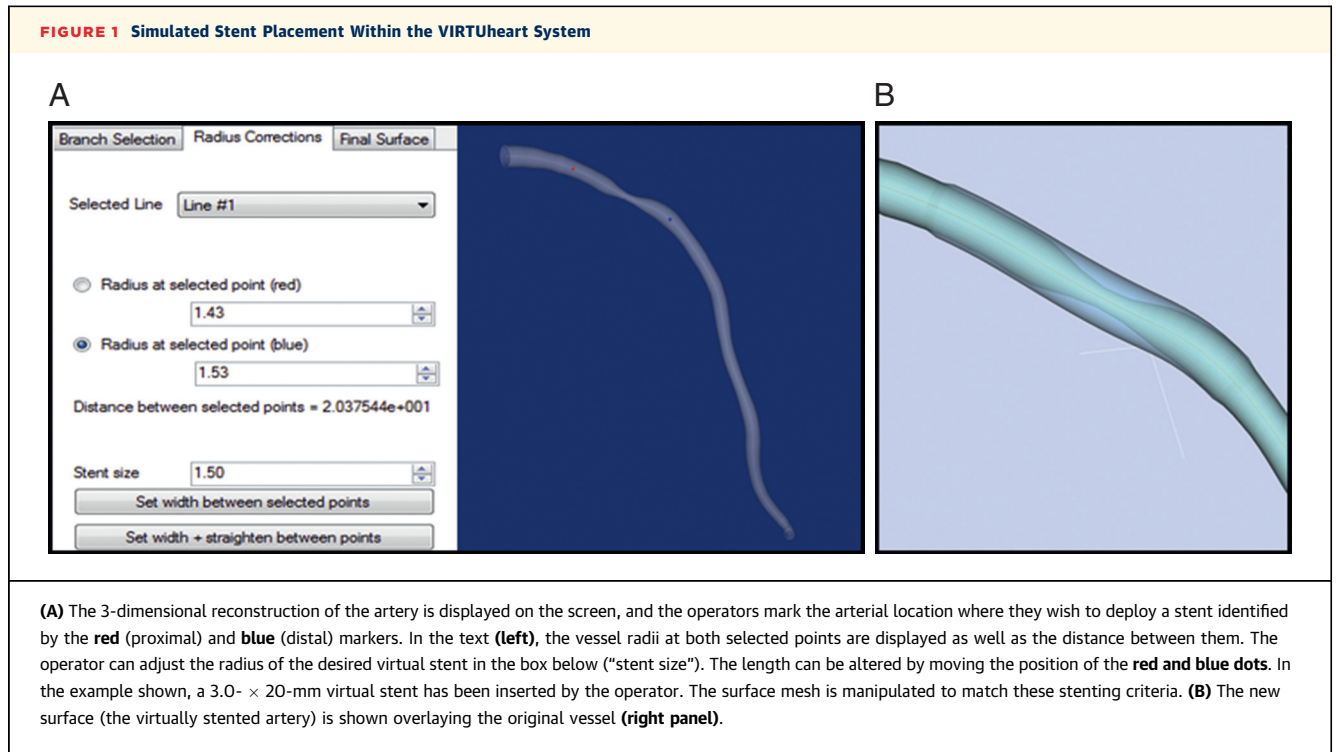 FIGURE 1 Simulated Stent Placement Within the VIRTUheart System
A
B
Branch Selection Radius Corrections Final Surface
Selected Line Line #1
Radius at selected point (red)
1.43
Radius at selected point (blue)
1.53
Distance between selected points = 2.037544e+001
Stent size 1.50
Set width between selected points
Set width + straighten between points
(A) The 3-dimensional reconstruction of the artery is displayed on the screen, and the operators mark the arterial location where they wish to deploy a stent identified
by the red (proximal) and blue (distal) markers. In the text (left), the vessel radii at both selected points are displayed as well as the distance between them. The
operator can adjust the radius of the desired virtual stent in the box below (“stent size”). The length can be altered by moving the position of the red and blue dots. In
the example shown, a 3.0- × 20-mm virtual stent has been inserted by the operator. The surface mesh is manipulated to match these stenting criteria. (B) The new
surface (the virtually stented artery) is shown overlaying the original vessel (right panel).